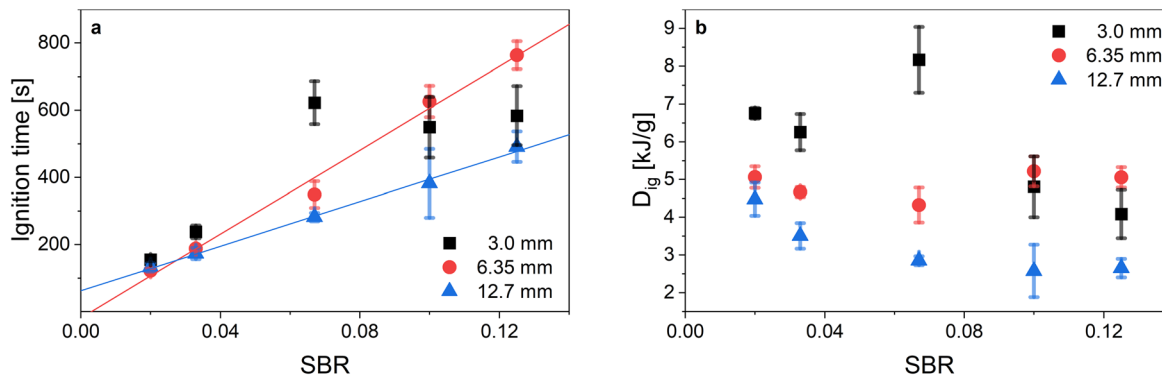 a
800
600
400
200
0.00 0.04 0.08 0.12
Ignition time [s]
SBR
3.0 mm
6.35 mm
12.7 mm
b
9
8
7
6
5
4
3
2
0.00 0.04 0.08 0.12
D_ig [kJ/g]
SBR
3.0 mm
6.35 mm
12.7 mm